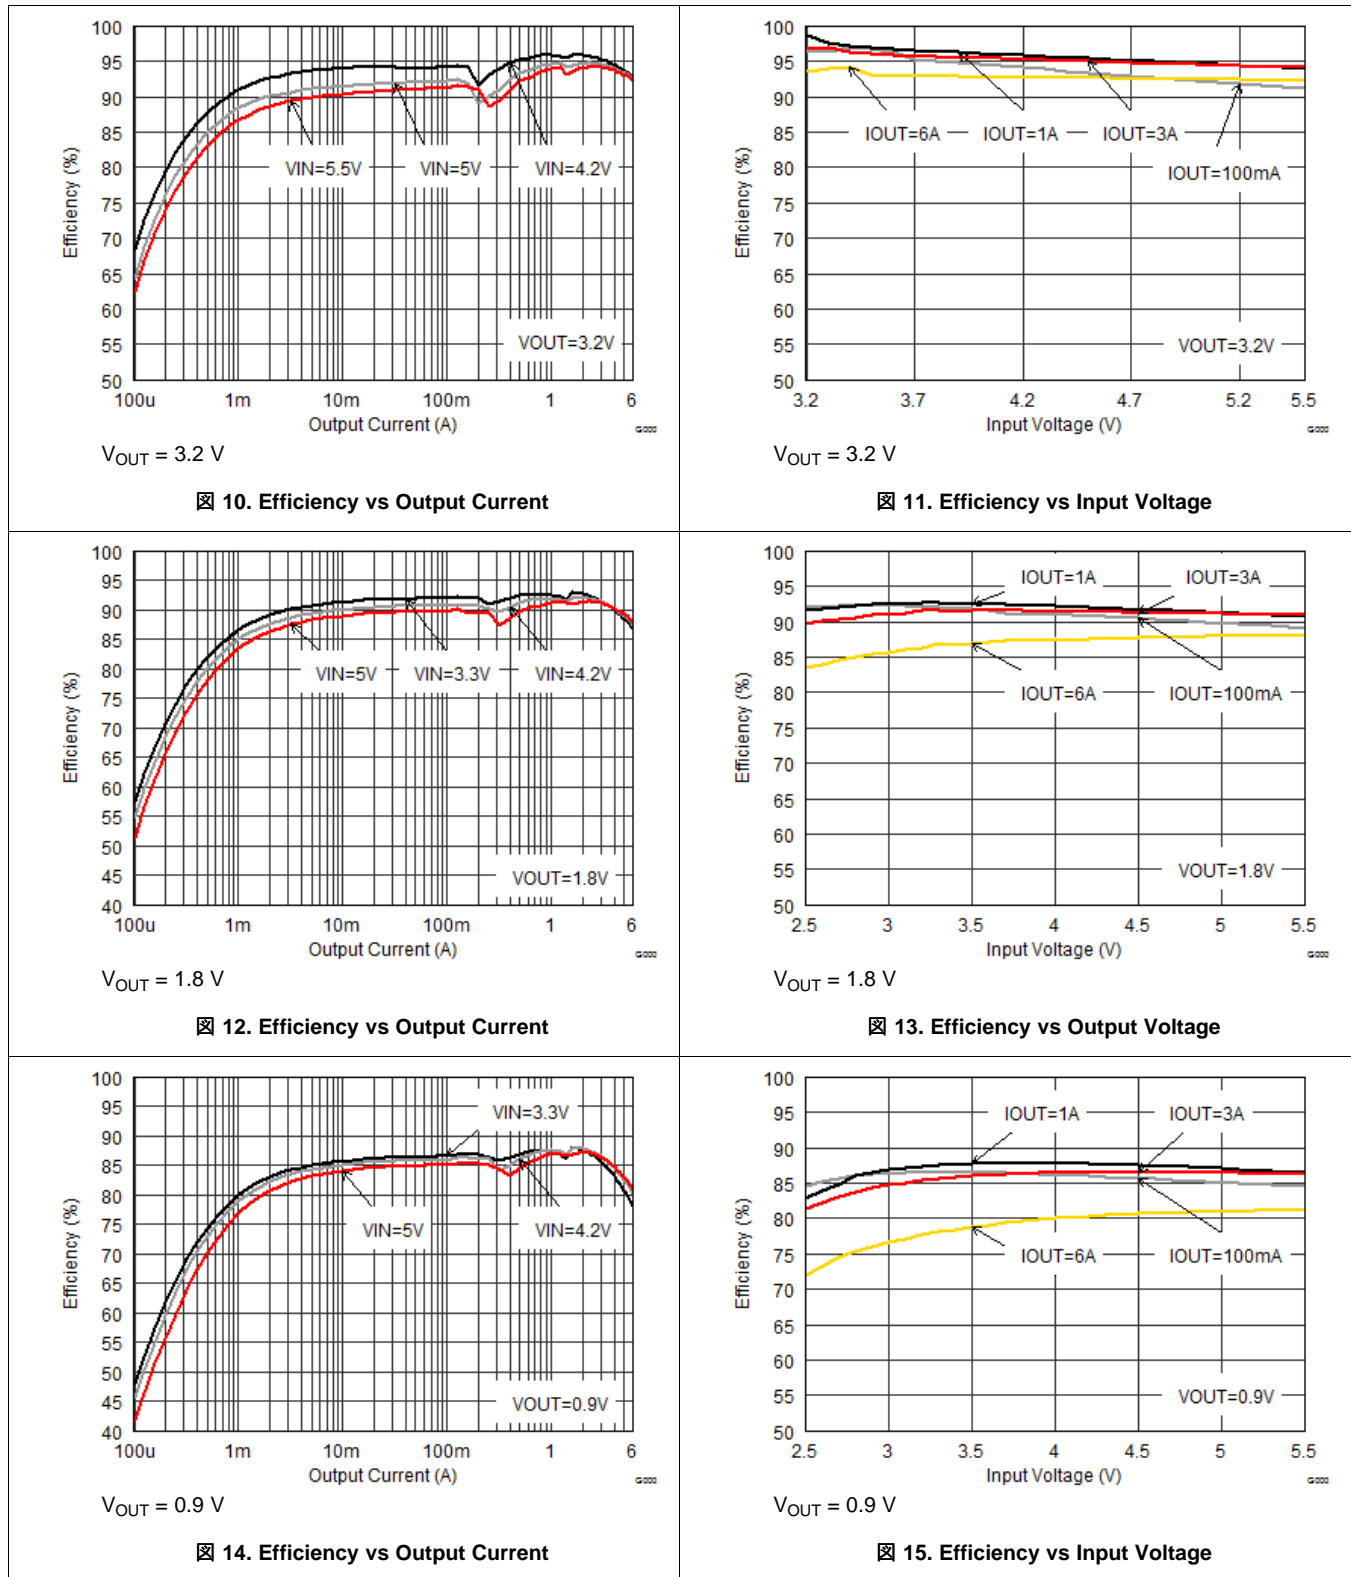 100
95
90
85
80
75
70
65
60
55
50
Efficiency (%)
VIN=5.5V
VIN=5V
VIN=4.2V
VOUT=3.2V
100u 1m 10m 100m 1 6
Output Current (A)
V_OUT = 3.2 V
図 10. Efficiency vs Output Current
100
95
90
85
80
75
70
65
60
55
50
Efficiency (%)
IOUT=6A
IOUT=1A
IOUT=3A
IOUT=100mA
VOUT=3.2V
3.2 3.7 4.2 4.7 5.2 5.5
Input Voltage (V)
V_OUT = 3.2 V
図 11. Efficiency vs Input Voltage
100
95
90
85
80
75
70
65
60
55
50
45
40
Efficiency (%)
VIN=5V
VIN=3.3V
VIN=4.2V
VOUT=1.8V
100u 1m 10m 100m 1 6
Output Current (A)
V_OUT = 1.8 V
図 12. Efficiency vs Output Current
100
95
90
85
80
75
70
65
60
55
50
Efficiency (%)
IOUT=1A
IOUT=3A
IOUT=6A
IOUT=100mA
VOUT=1.8V
2.5 3 3.5 4 4.5 5 5.5
Input Voltage (V)
V_OUT = 1.8 V
図 13. Efficiency vs Output Voltage
100
95
90
85
80
75
70
65
60
55
50
45
40
Efficiency (%)
VIN=3.3V
VIN=5V
VIN=4.2V
VOUT=0.9V
100u 1m 10m 100m 1 6
Output Current (A)
V_OUT = 0.9 V
図 14. Efficiency vs Output Current
100
95
90
85
80
75
70
65
60
55
50
Efficiency (%)
IOUT=1A
IOUT=3A
IOUT=6A
IOUT=100mA
VOUT=0.9V
2.5 3 3.5 4 4.5 5 5.5
Input Voltage (V)
V_OUT = 0.9 V
図 15. Efficiency vs Input Voltage